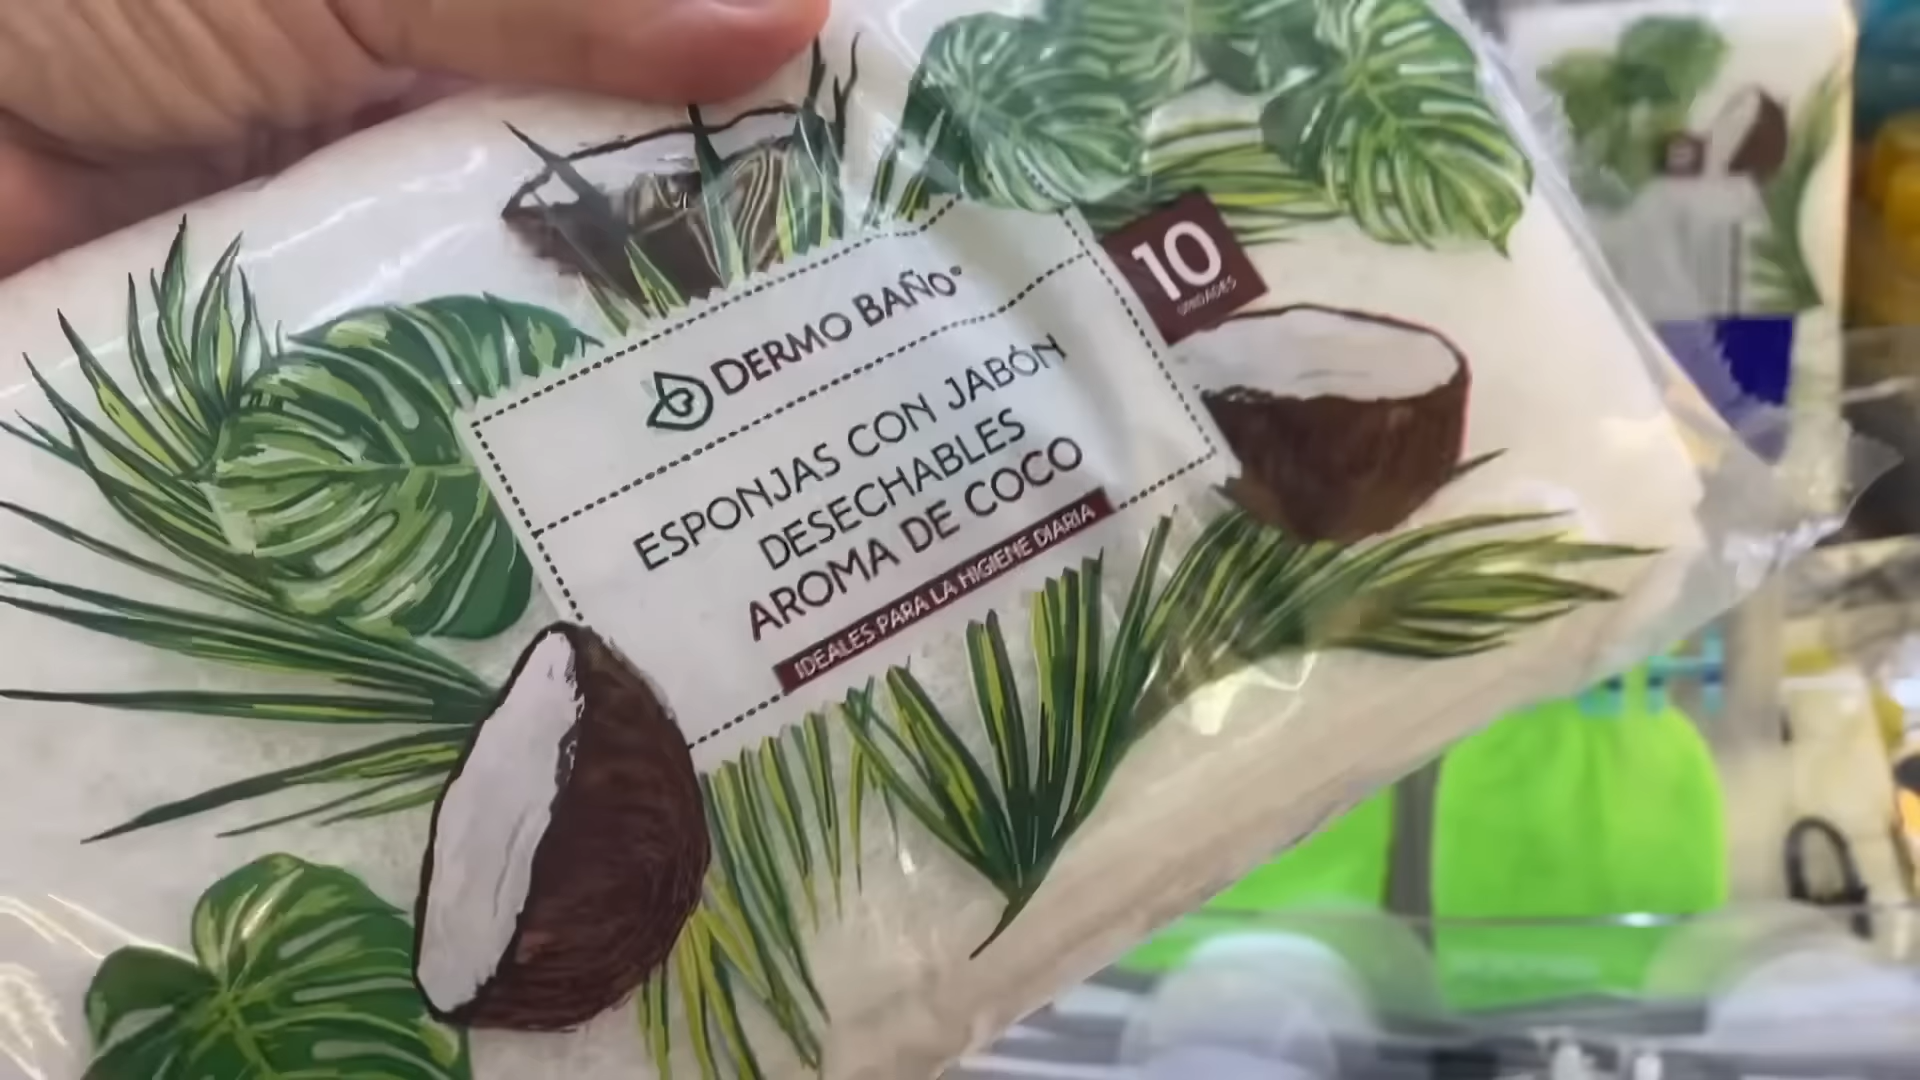 DERMO BAÑO®
10
UNIDADES
ESPONJAS CON JABÓN
DESECHABLES
AROMA DE COCO
IDEALES PARA LA HIGIENE DIARIA